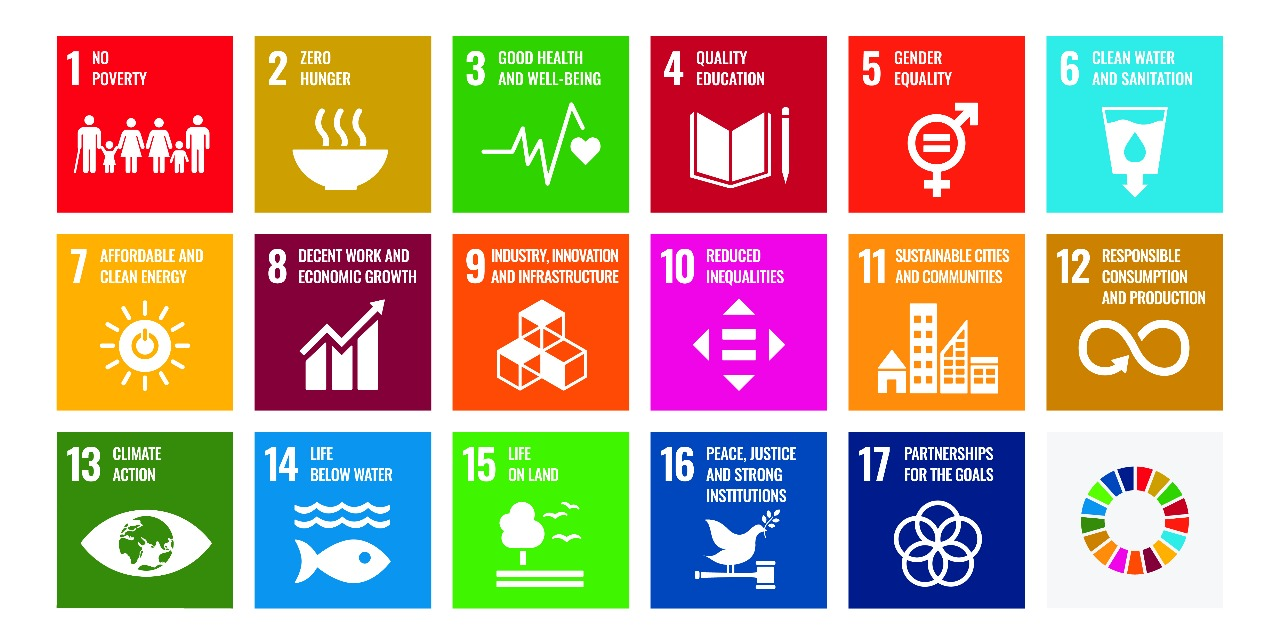 1 NO
POVERTY
2 ZERO
HUNGER
3 GOOD HEALTH
AND WELL-BEING
4 QUALITY
EDUCATION
5 GENDER
EQUALITY
6 CLEAN WATER
AND SANITATION
7 AFFORDABLE AND
CLEAN ENERGY
8 DECENT WORK AND
ECONOMIC GROWTH
9 INDUSTRY, INNOVATION
AND INFRASTRUCTURE
10 REDUCED
INEQUALITIES
11 SUSTAINABLE CITIES
AND COMMUNITIES
12 RESPONSIBLE
CONSUMPTION
AND PRODUCTION
13 CLIMATE
ACTION
14 LIFE
BELOW WATER
15 LIFE
ON LAND
16 PEACE, JUSTICE
AND STRONG
INSTITUTIONS
17 PARTNERSHIPS
FOR THE GOALS